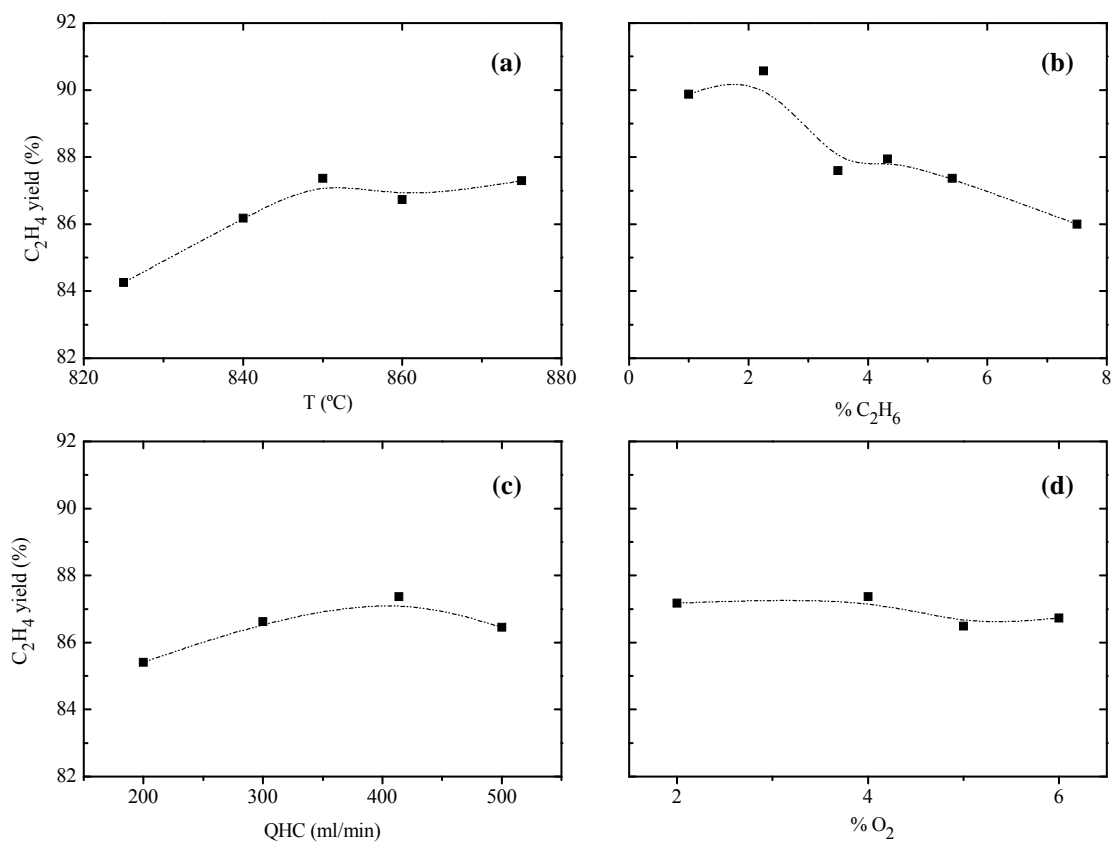 92
90
88
86
84
82
C2H4 yield (%)
(a)
820 840 860 880
T (ºC)
(b)
0 2 4 6 8
% C2H6
92
90
88
86
84
82
C2H4 yield (%)
(c)
200 300 400 500
QHC (ml/min)
(d)
2 4 6
% O2